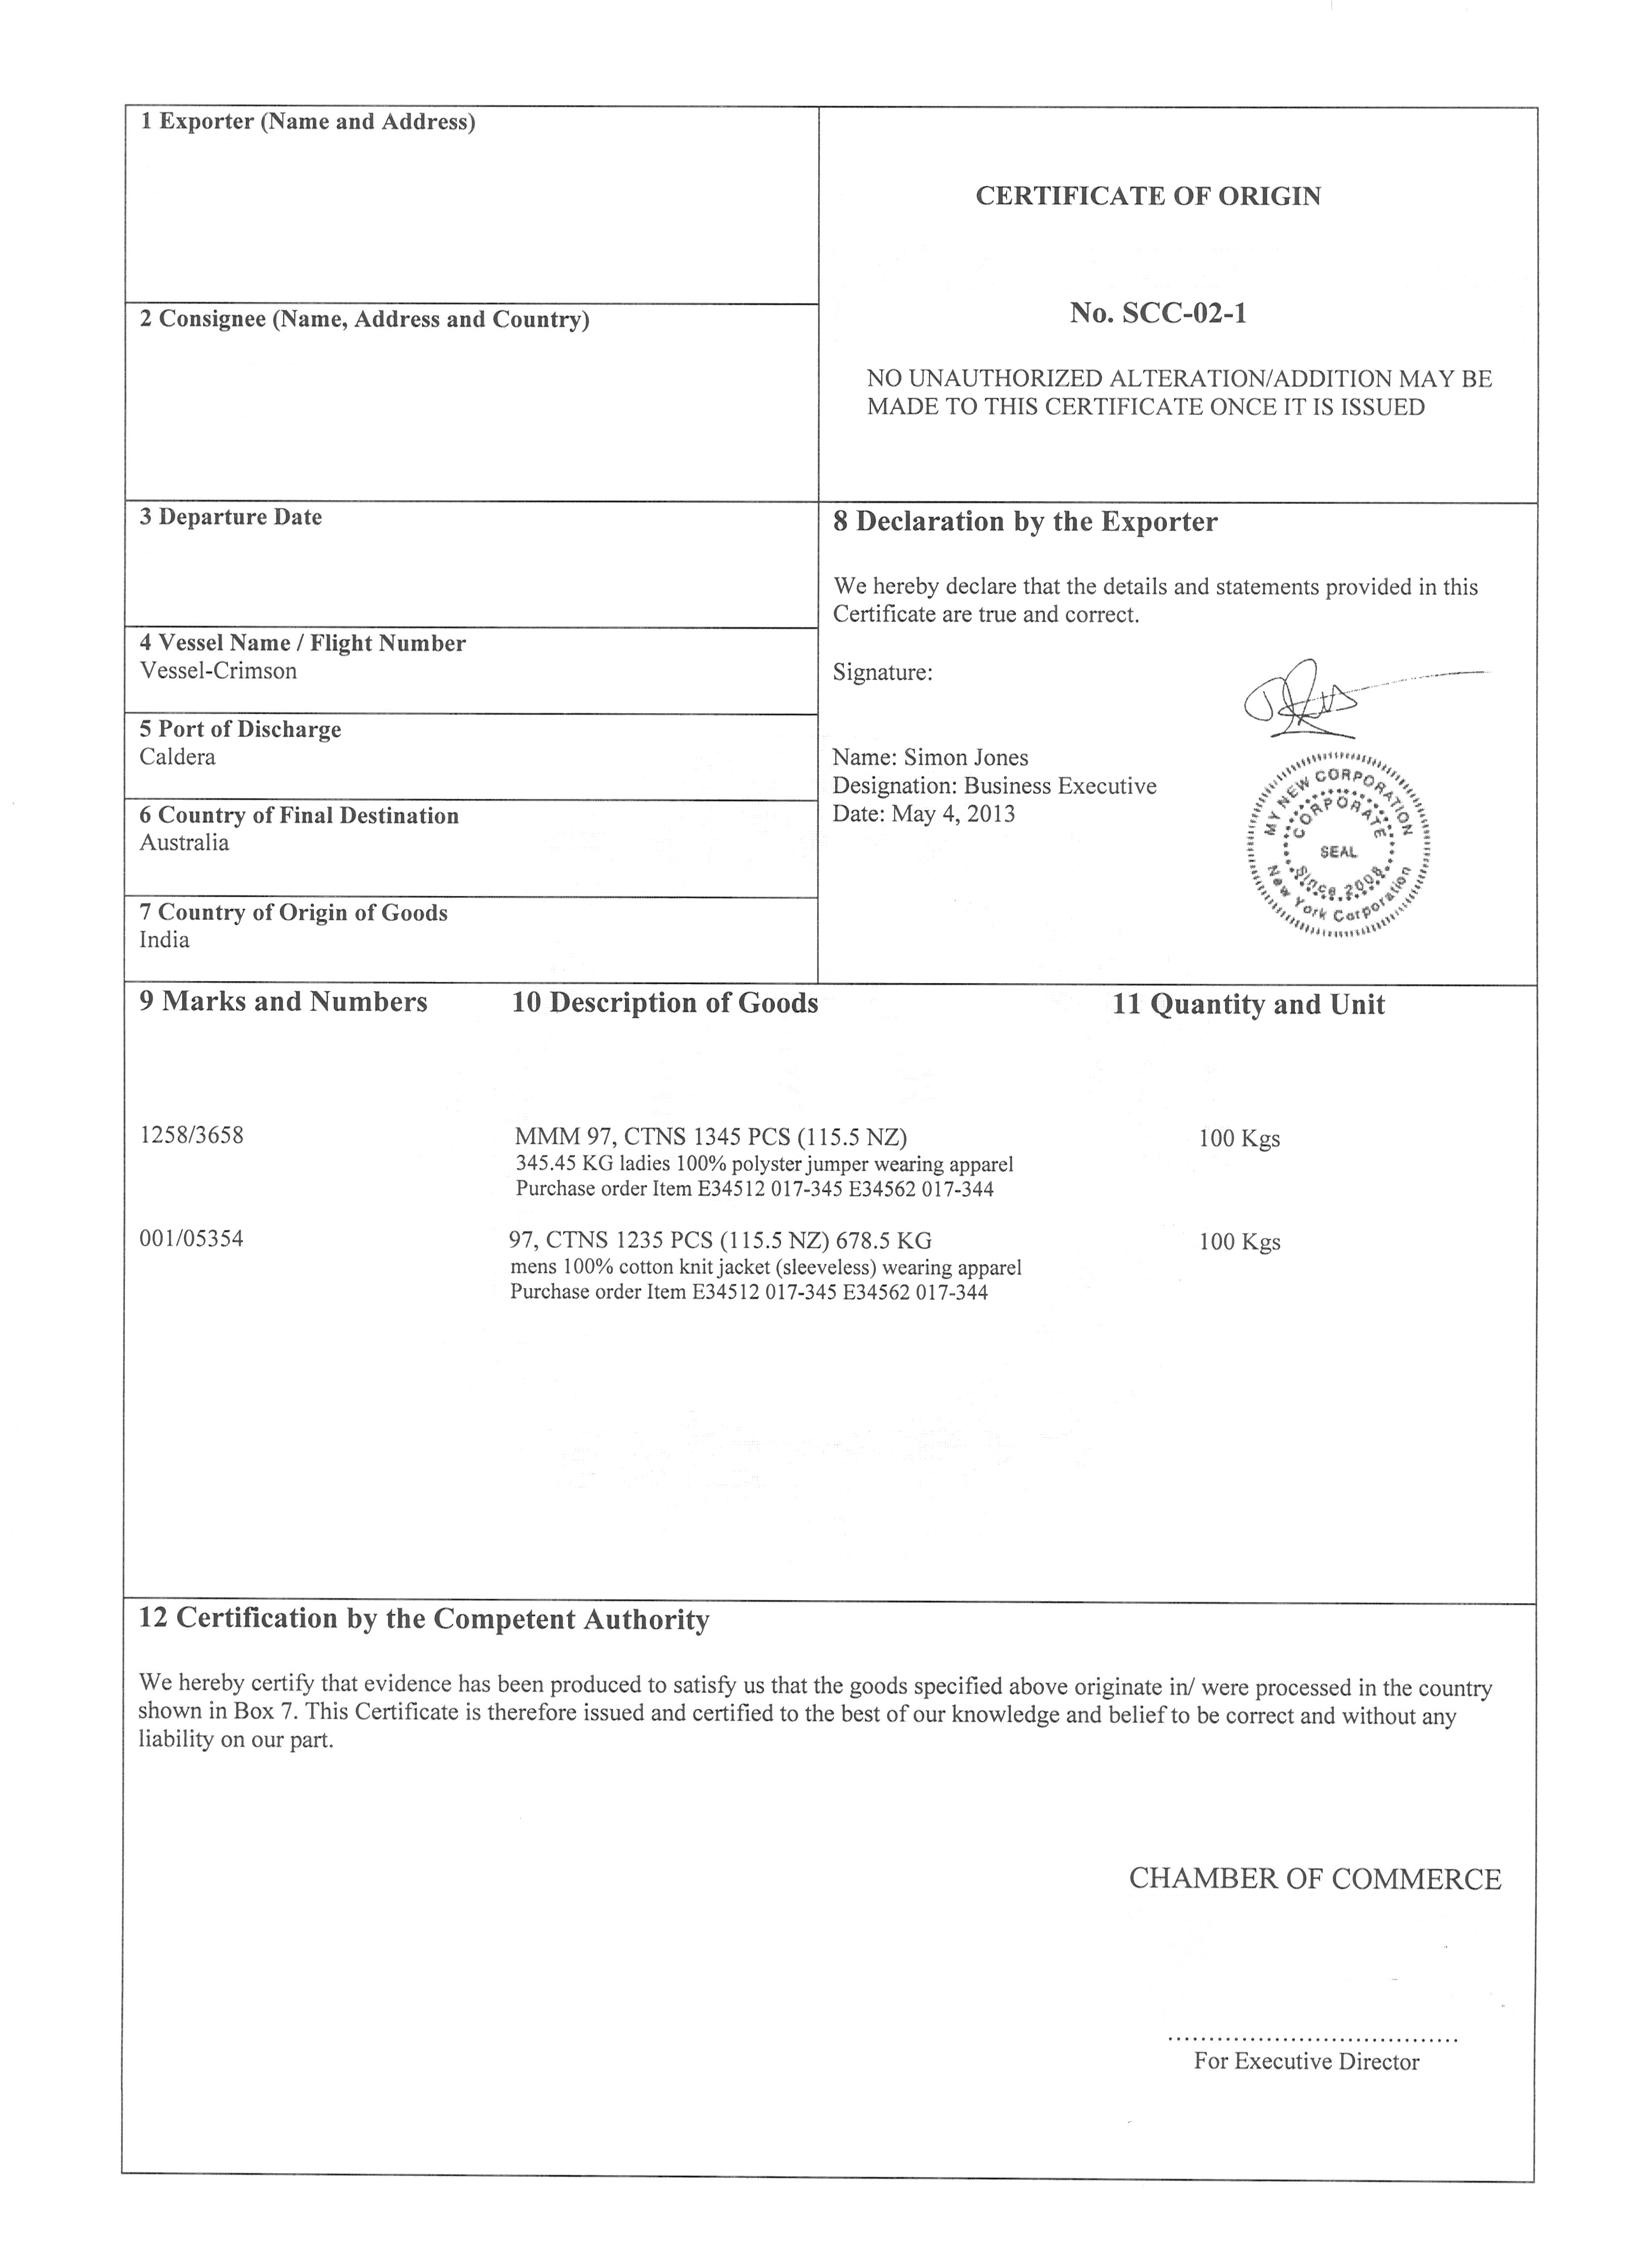 1 Exporter (Name and Address)
CERTIFICATE OF ORIGIN
No. SCC-02-1
NO UNAUTHORIZED ALTERATION/ADDITION MAY BE
MADE TO THIS CERTIFICATE ONCE IT IS ISSUED
2 Consignee (Name, Address and Country)
3 Departure Date
4 Vessel Name / Flight Number
Vessel-Crimson
5 Port of Discharge
Caldera
6 Country of Final Destination
Australia
7 Country of Origin of Goods
India
8 Declaration by the Exporter
We hereby declare that the details and statements provided in this
Certificate are true and correct.
Signature:
Name: Simon Jones
Designation: Business Executive
Date: May 4, 2013
MY NEW CORPORATION
CORPORATE
SEAL
Since 2008
New York Corporation
9 Marks and Numbers 10 Description of Goods 11 Quantity and Unit
1258/3658 MMM 97, CTNS 1345 PCS (115.5 NZ) 100 Kgs
345.45 KG ladies 100% polyster jumper wearing apparel
Purchase order Item E34512 017-345 E34562 017-344
001/05354 97, CTNS 1235 PCS (115.5 NZ) 678.5 KG 100 Kgs
mens 100% cotton knit jacket (sleeveless) wearing apparel
Purchase order Item E34512 017-345 E34562 017-344
12 Certification by the Competent Authority
We hereby certify that evidence has been produced to satisfy us that the goods specified above originate in/ were processed in the country
shown in Box 7. This Certificate is therefore issued and certified to the best of our knowledge and belief to be correct and without any
liability on our part.
CHAMBER OF COMMERCE
....................................
For Executive Director